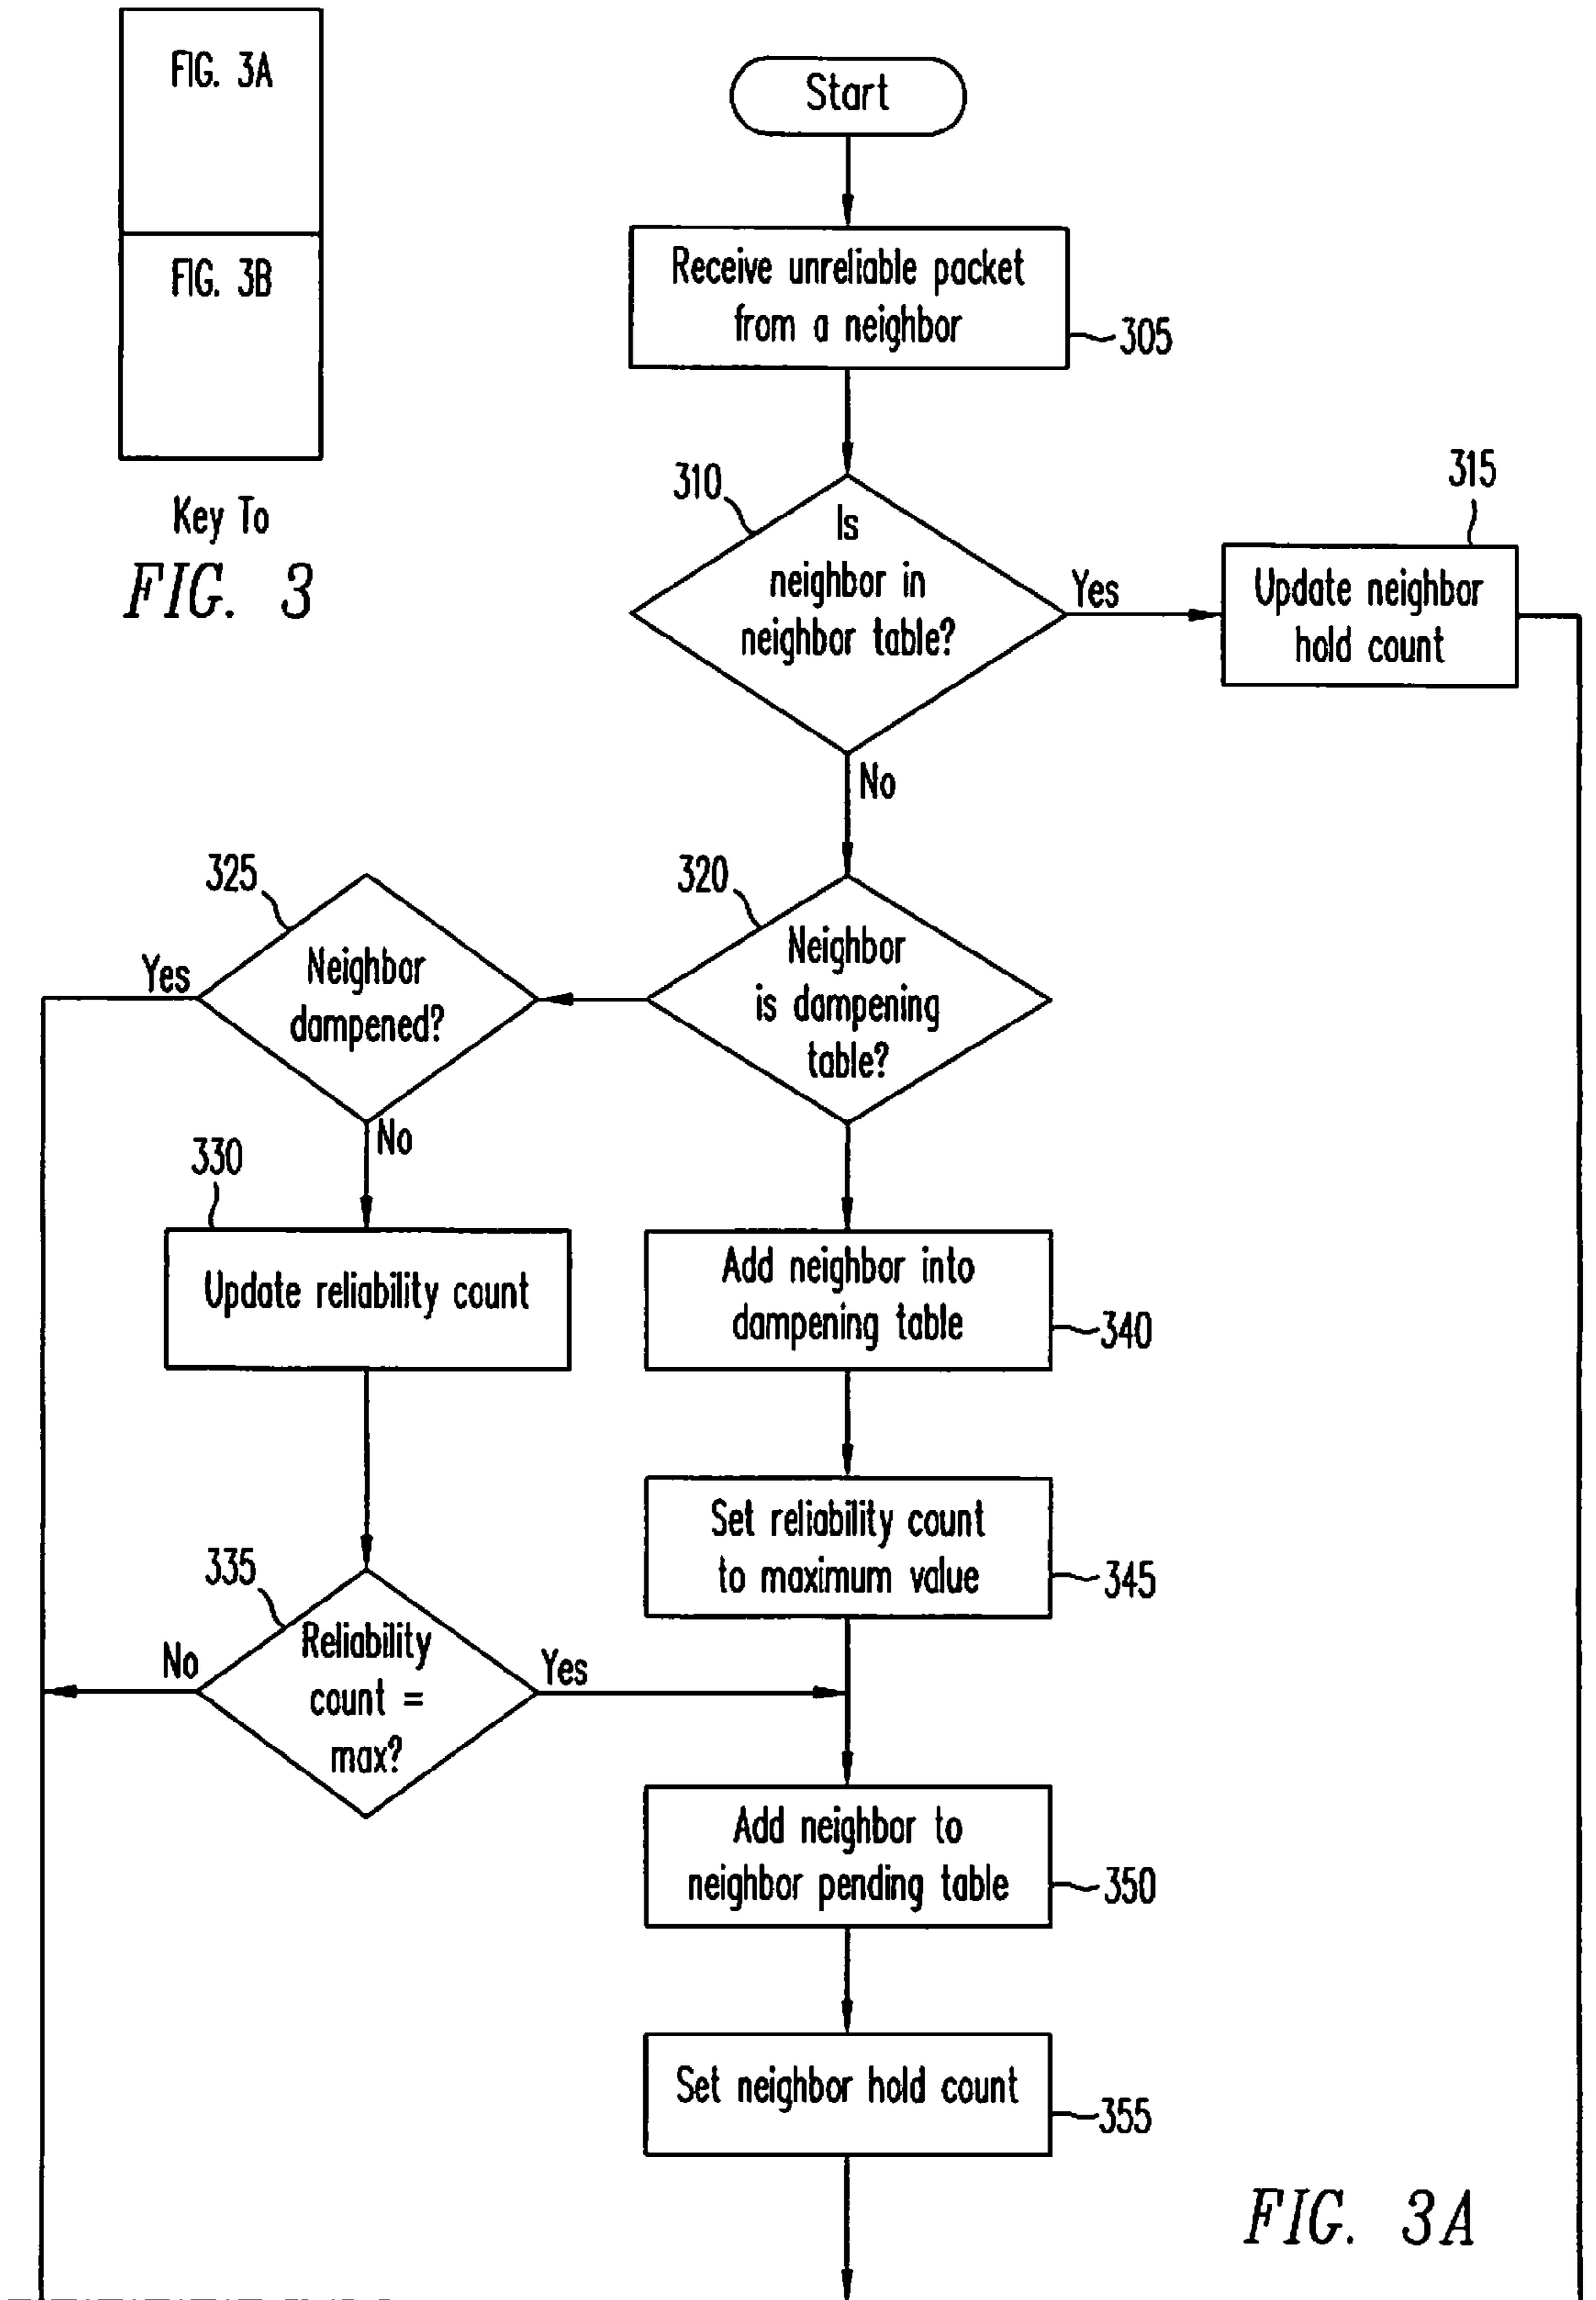 FIG. 3A
FIG. 3B
Key To
FIG. 3
Start
Receive unreliable packet
from a neighbor
305
310
Is
neighbor in
neighbor table?
Yes
315
Update neighbor
hold count
No
320
Neighbor
is dampening
table?
325
Neighbor
dampened?
Yes
No
330
Update reliability count
Add neighbor into
dampening table
340
Set reliability count
to maximum value
345
335
Reliability
count =
max?
No
Yes
Add neighbor to
neighbor pending table
350
Set neighbor hold count
355
FIG. 3A